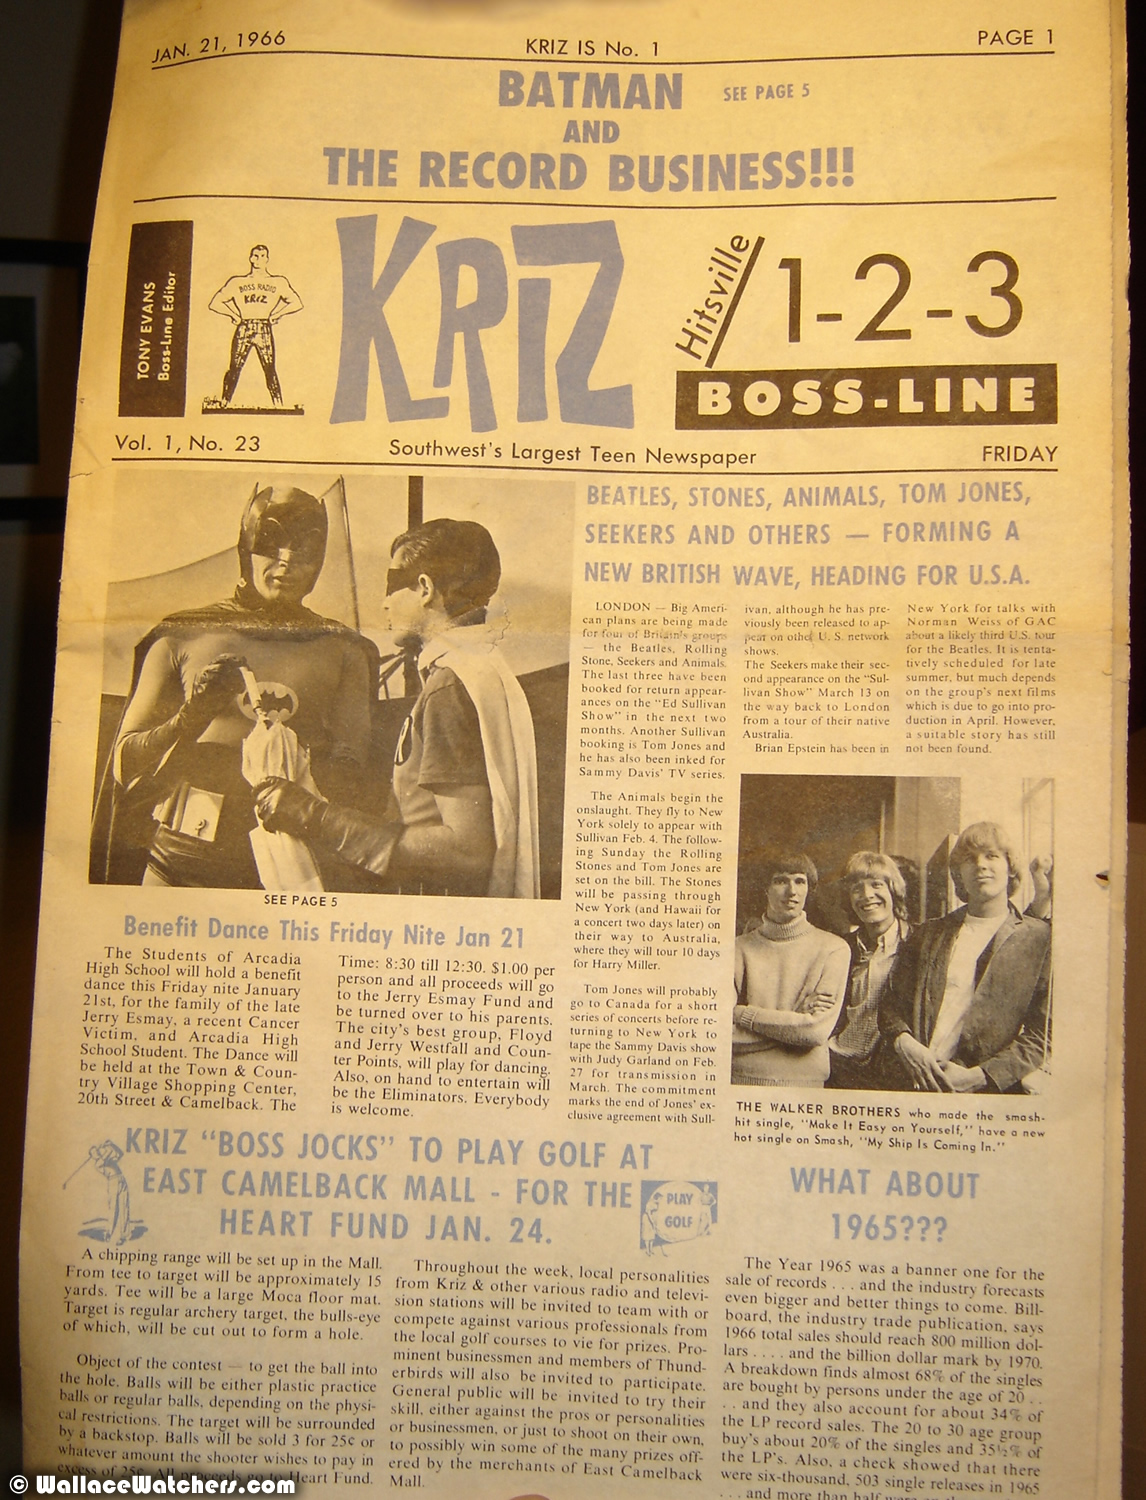 JAN. 21, 1966
KRIZ IS No. 1
PAGE 1
BATMAN
SEE PAGE 5
AND
THE RECORD BUSINESS!!!
TONY EVANS
Boss-Line Editor
BOSS RADIO
KRIZ
KRIZ
Hitsville
1-2-3
BOSS-LINE
Vol. 1, No. 23
Southwest's Largest Teen Newspaper
FRIDAY
SEE PAGE 5
BEATLES, STONES, ANIMALS, TOM JONES,
SEEKERS AND OTHERS — FORMING A
NEW BRITISH WAVE, HEADING FOR U.S.A.
LONDON — Big Ameri-
can plans are being made
for four of Britain's groups
— the Beatles, Rolling
Stone, Seekers and Animals.
The last three have been
booked for return appear-
ances on the "Ed Sullivan
Show" in the next two
months. Another Sullivan
booking is Tom Jones and
he has also been inked for
Sammy Davis' TV series.
The Animals begin the
onslaught. They fly to New
York solely to appear with
Sullivan Feb. 4. The follow-
ing Sunday the Rolling
Stones and Tom Jones are
set on the bill. The Stones
will be passing through
New York (and Hawaii for
a concert two days later) on
their way to Australia,
where they will tour 10 days
for Harry Miller.
Tom Jones will probably
go to Canada for a short
series of concerts before re-
turning to New York to
tape the Sammy Davis show
with Judy Garland on Feb.
27 for transmission in
March. The commitment
marks the end of Jones' ex-
clusive agreement with Sull-
ivan, although he has pre-
viously been released to ap-
pear on other U. S. network
shows.
The Seekers make their sec-
ond appearance on the "Sul-
livan Show" March 13 on
the way back to London
from a tour of their native
Australia.
Brian Epstein has been in
New York for talks with
Norman Weiss of GAC
about a likely third U.S. tour
for the Beatles. It is tenta-
tively scheduled for late
summer, but much depends
on the group's next films
which is due to go into pro-
duction in April. However,
a suitable story has still
not been found.
THE WALKER BROTHERS who made the smash-
hit single, "Make It Easy on Yourself," have a new
hot single on Smash, "My Ship Is Coming In."
Benefit Dance This Friday Nite Jan 21
The Students of Arcadia
High School will hold a benefit
dance this Friday nite January
21st, for the family of the late
Jerry Esmay, a recent Cancer
Victim, and Arcadia High
School Student. The Dance will
be held at the Town & Coun-
try Village Shopping Center,
20th Street & Camelback. The
Time: 8:30 till 12:30. $1.00 per
person and all proceeds will go
to the Jerry Esmay Fund and
be turned over to his parents.
The city's best group, Floyd
and Jerry Westfall and Coun-
ter Points, will play for dancing.
Also, on hand to entertain will
be the Eliminators. Everybody
is welcome.
KRIZ "BOSS JOCKS" TO PLAY GOLF AT
EAST CAMELBACK MALL - FOR THE
HEART FUND JAN. 24.
PLAY
GOLF
A chipping range will be set up in the Mall.
From tee to target will be approximately 15
yards. Tee will be a large Moca floor mat.
Target is regular archery target, the bulls-eye
of which, will be cut out to form a hole.
Object of the contest — to get the ball into
the hole. Balls will be either plastic practice
balls or regular balls, depending on the physi-
cal restrictions. The target will be surrounded
by a backstop. Balls will be sold 3 for 25¢ or
whatever amount the shooter wishes to pay in
excess of 25¢. All proceeds go to Heart Fund.
Throughout the week, local personalities
from Kriz & other various radio and televi-
sion stations will be invited to team with or
compete against various professionals from
the local golf courses to vie for prizes. Pro-
minent businessmen and members of Thund-
erbirds will also be invited to participate.
General public will be invited to try their
skill, either against the pros or personalities
or businessmen, or just to shoot on their own,
to possibly win some of the many prizes off-
ered by the merchants of East Camelback
Mall.
WHAT ABOUT
1965???
The Year 1965 was a banner one for the
sale of records . . . and the industry forecasts
even bigger and better things to come. Bill-
board, the industry trade publication, says
1966 total sales should reach 800 million dol-
lars . . . . and the billion dollar mark by 1970.
A breakdown finds almost 68% of the singles
are bought by persons under the age of 20 . .
. . and they also account for about 34% of
the LP record sales. The 20 to 30 age group
buy's about 20% of the singles and 35½% of
the LP's. Also, a check showed that there
were six-thousand, 503 single releases in 1965
. . . and more than half
© WallaceWatchers.com